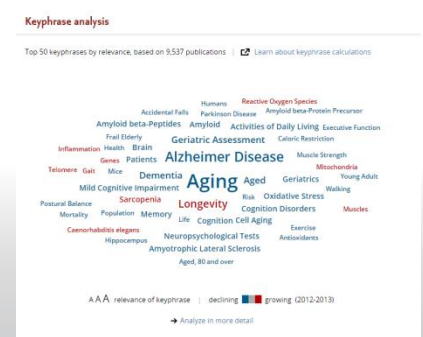 Keyphrase analysis
Top 50 keyphrases by relevance, based on 9,537 publications | Learn about keyphrase calculations
Humans Reactive Oxygen Species
Accidental Falls Parkinson Disease Amyloid beta-Protein Precursor
Amyloid beta-Peptides Amyloid Activities of Daily Living Executive Function
Frail Elderly Geriatric Assessment Caloric Restriction
Inflammation Health Brain
Genes Patients Alzheimer Disease Muscle Strength
Telomere Gait Mice Dementia Aging Aged Geriatrics Mitochondria Young Adult
Mild Cognitive Impairment Risk Oxidative Stress Walking
Postural Balance Sarcopenia Longevity Cognition Disorders Muscles
Mortality Population Memory Life Cognition Cell Aging
Caenorhabditis elegans Neuropsychological Tests Exercise
Hippocampus Antioxidants
Amyotrophic Lateral Sclerosis
Aged, 80 and over
A A A relevance of keyphrase | declining growing (2012-2013)
Analyze in more detail